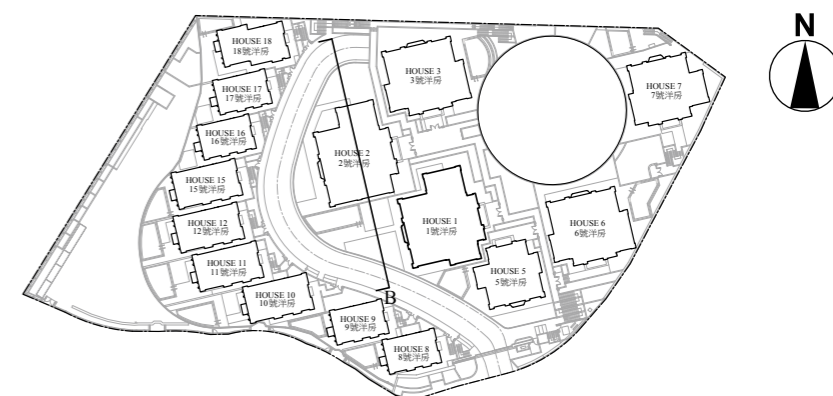 N
HOUSE 18
18號洋房
HOUSE 3
3號洋房
HOUSE 7
7號洋房
HOUSE 17
17號洋房
HOUSE 16
16號洋房
HOUSE 2
2號洋房
HOUSE 15
15號洋房
HOUSE 12
12號洋房
HOUSE 1
1號洋房
HOUSE 6
6號洋房
HOUSE 11
11號洋房
HOUSE 5
5號洋房
HOUSE 10
10號洋房
B
HOUSE 9
9號洋房
HOUSE 8
8號洋房